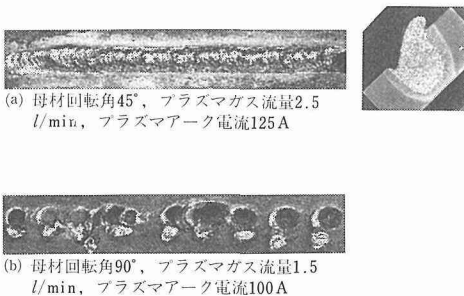 (a) 母材回転角45°，プラズマガス流量2.5
l/min，プラズマアーク電流125A
(b) 母材回転角90°，プラズマガス流量1.5
l/min，プラズマアーク電流100A